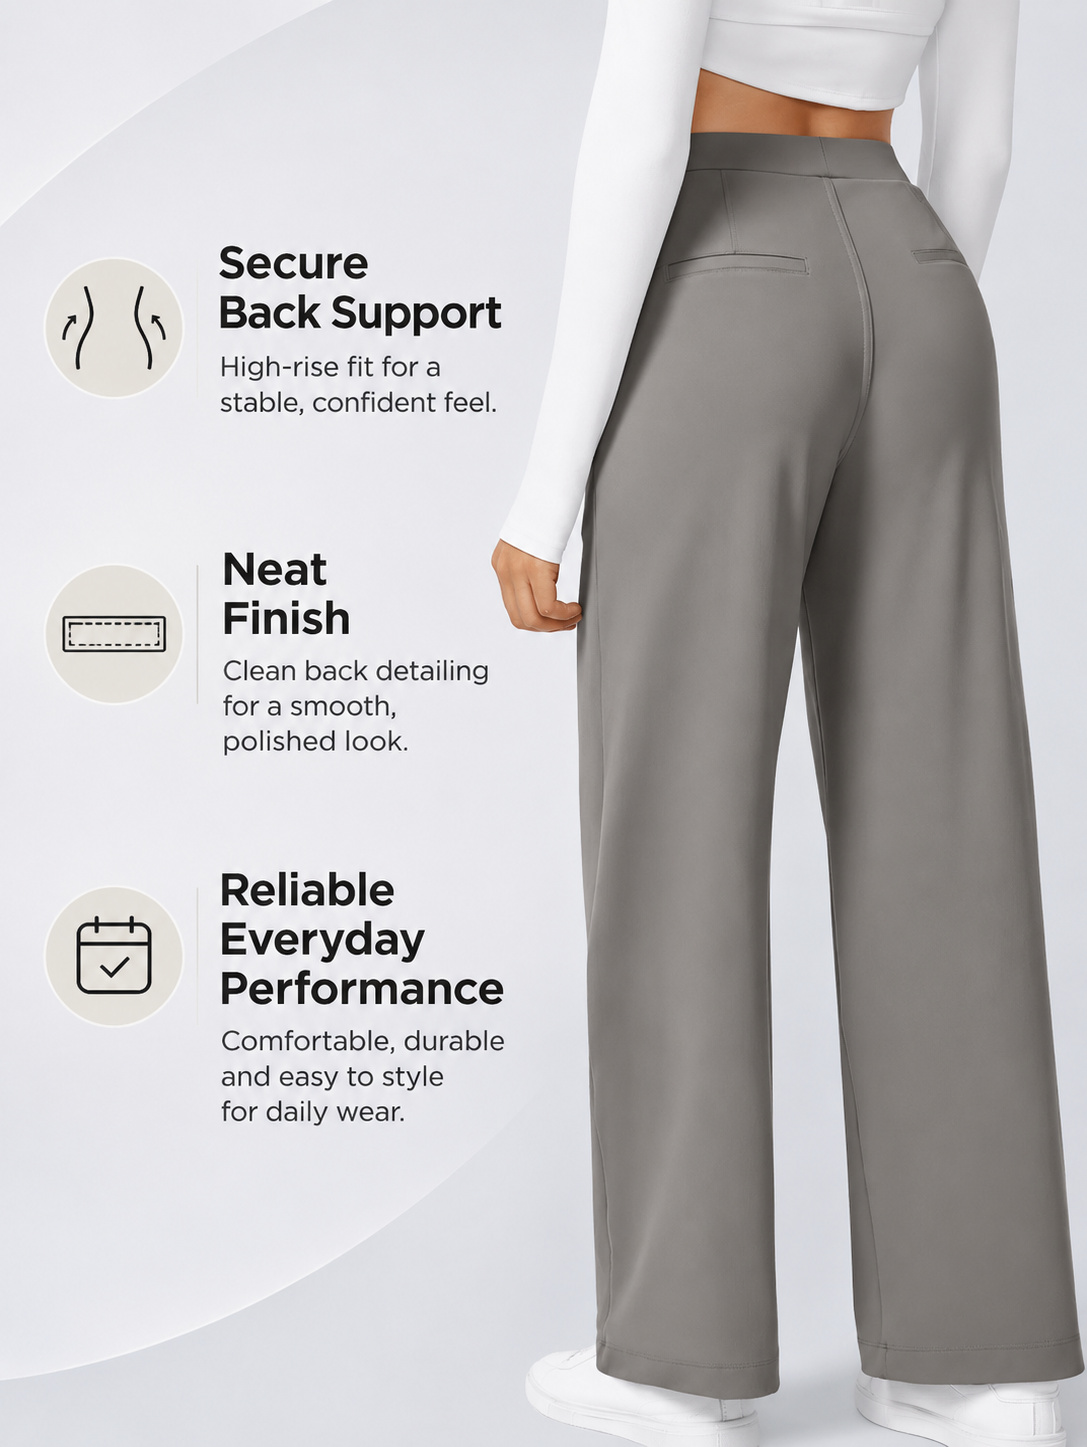 Secure
Back Support
High-rise fit for a
stable, confident feel.
Neat
Finish
Clean back detailing
for a smooth,
polished look.
Reliable
Everyday
Performance
Comfortable, durable
and easy to style
for daily wear.